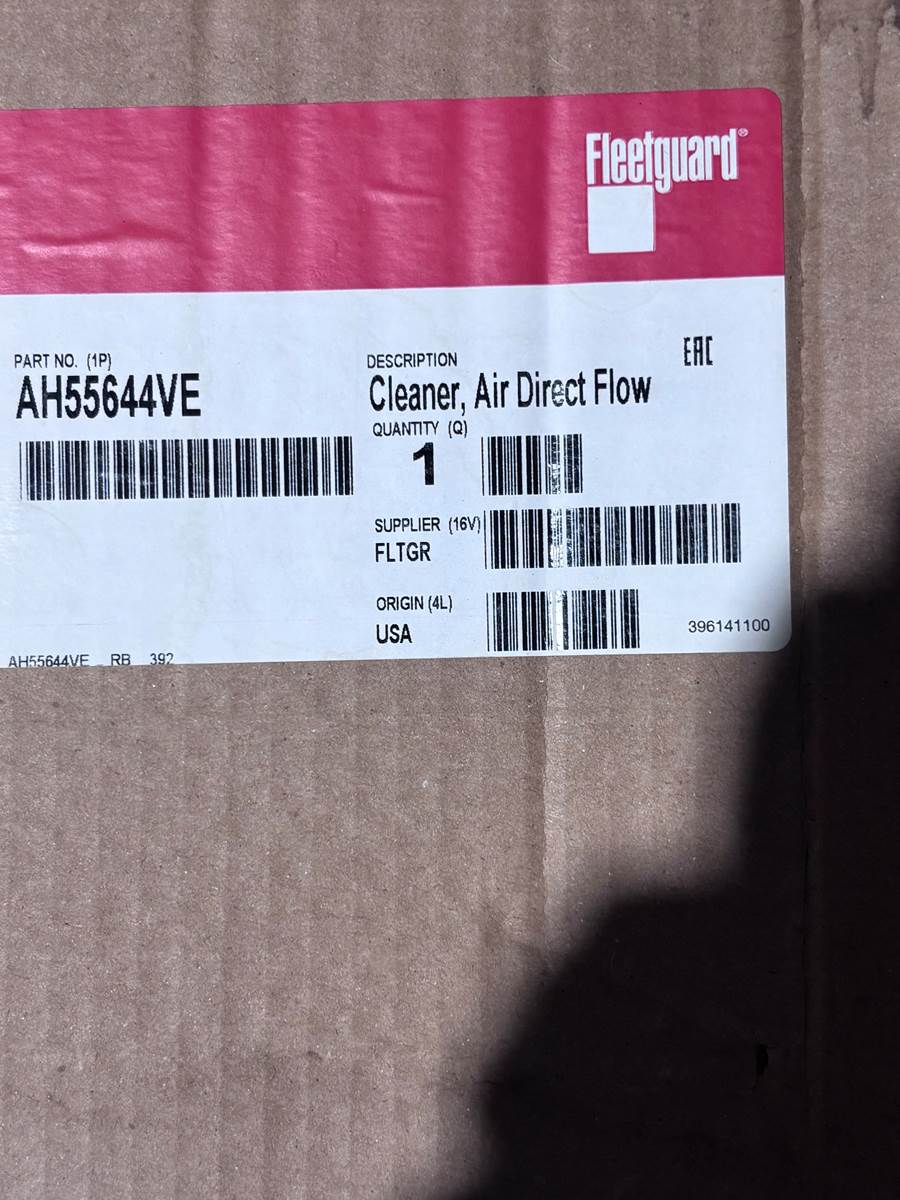 Fleetguard®
PART NO. (1P)
AH55644VE
DESCRIPTION
Cleaner, Air Direct Flow
EAC
QUANTITY (Q)
1
SUPPLIER (16V)
FLTGR
ORIGIN (4L)
USA
396141100
AH55644VE RB 392